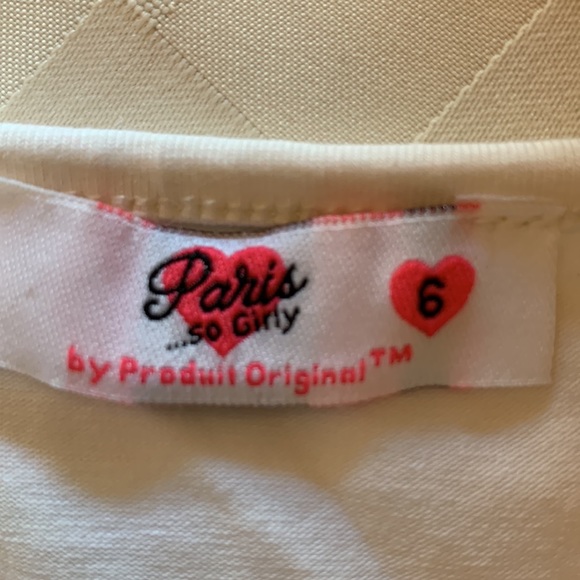 Paris
...so Girly
6
by Produit Original™